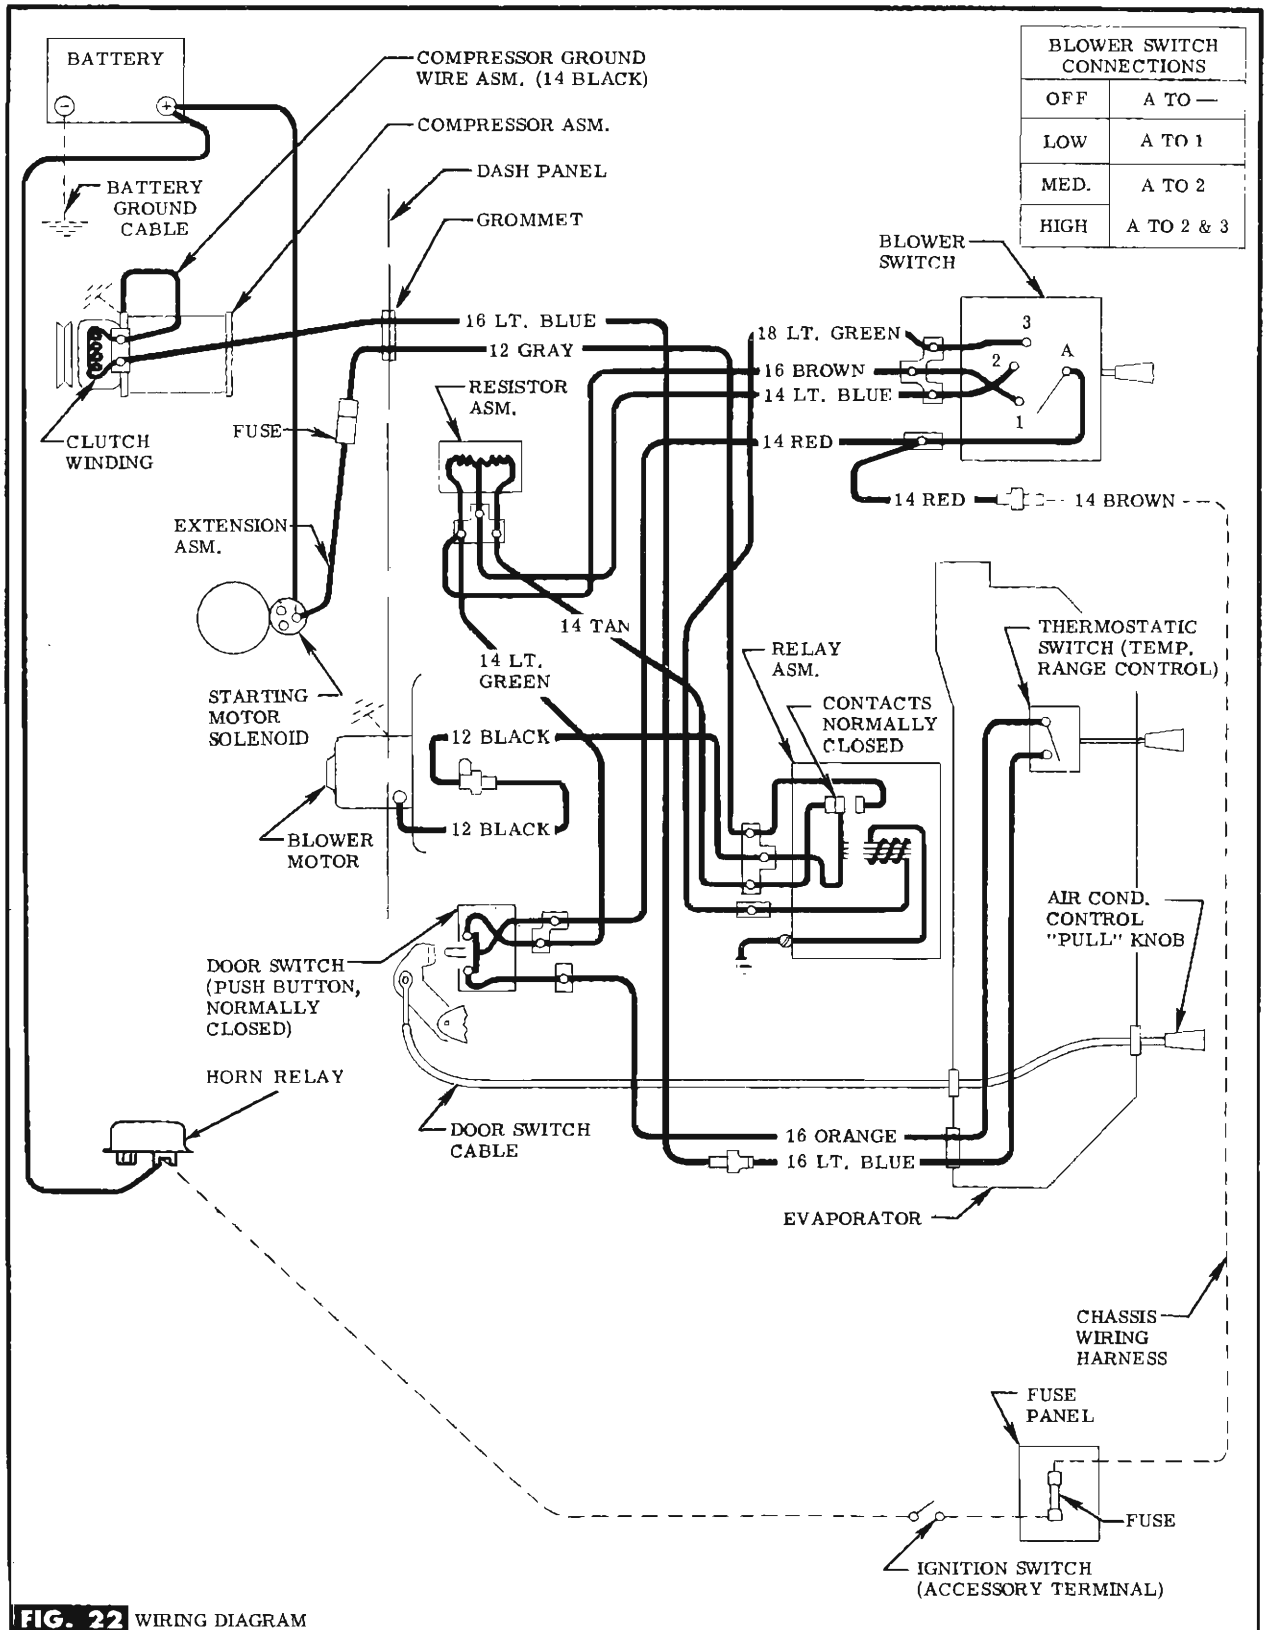 BATTERY
COMPRESSOR GROUND
WIRE ASM. (14 BLACK)
COMPRESSOR ASM.
DASH PANEL
GROMMET
BATTERY
GROUND
CABLE
BLOWER SWITCH
CONNECTIONS
OFF A TO —
LOW A TO 1
MED. A TO 2
HIGH A TO 2 & 3
BLOWER
SWITCH
16 LT. BLUE
12 GRAY
18 LT. GREEN
16 BROWN
14 LT. BLUE
14 RED
3
2
A
1
RESISTOR
ASM.
FUSE
CLUTCH
WINDING
14 RED
14 BROWN
EXTENSION
ASM.
14 TAN
14 LT.
GREEN
RELAY
ASM.
THERMOSTATIC
SWITCH (TEMP.
RANGE CONTROL)
STARTING
MOTOR
SOLENOID
CONTACTS
NORMALLY
CLOSED
12 BLACK
12 BLACK
BLOWER
MOTOR
AIR COND.
CONTROL
"PULL" KNOB
DOOR SWITCH
(PUSH BUTTON,
NORMALLY
CLOSED)
HORN RELAY
DOOR SWITCH
CABLE
16 ORANGE
16 LT. BLUE
EVAPORATOR
CHASSIS
WIRING
HARNESS
FUSE
PANEL
FUSE
IGNITION SWITCH
(ACCESSORY TERMINAL)
FIG. 22 WIRING DIAGRAM